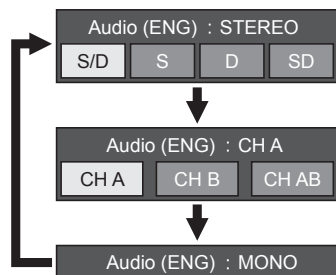 Audio (ENG) : STEREO
S/D S D SD
Audio (ENG) : CH A
CH A CH B CH AB
Audio (ENG) : MONO